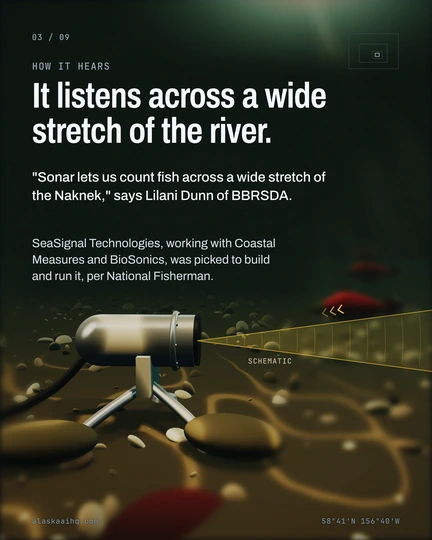 03 / 09
HOW IT HEARS
It listens across a wide
stretch of the river.
"Sonar lets us count fish across a wide stretch of
the Naknek," says Lilani Dunn of BBRSDA.
SeaSignal Technologies, working with Coastal
Measures and BioSonics, was picked to build
and run it, per National Fisherman.
SCHEMATIC
58°41'N 156°40'W